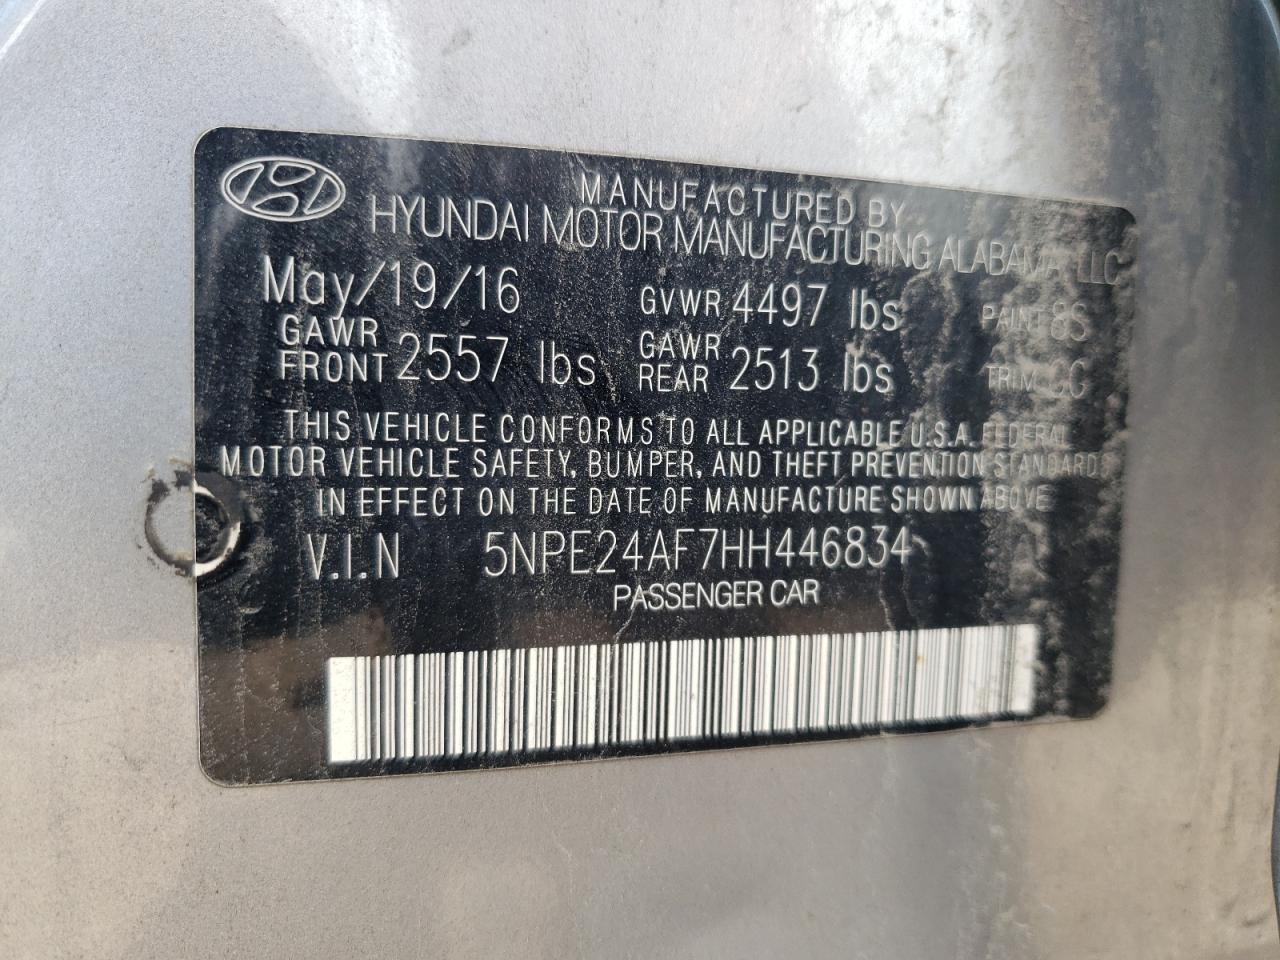 MANUFACTURED BY
HYUNDAI MOTOR MANUFACTURING ALABAMA, LLC
May/19/16 GVWR 4497 lbs PAINT 8S
GAWR FRONT 2557 lbs GAWR REAR 2513 lbs TRIM
THIS VEHICLE CONFORMS TO ALL APPLICABLE U.S.A. FEDERAL
MOTOR VEHICLE SAFETY, BUMPER, AND THEFT PREVENTION STANDARDS
IN EFFECT ON THE DATE OF MANUFACTURE SHOWN ABOVE
V.I.N 5NPE24AF7HH446834
PASSENGER CAR